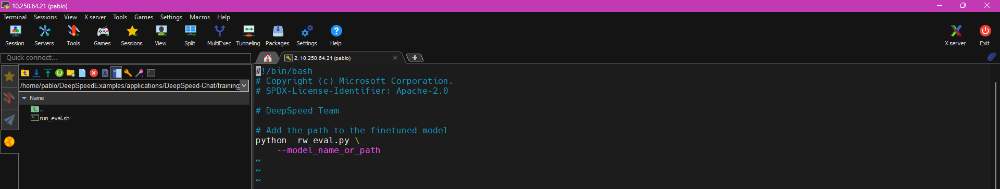 10.250.64.21 (pablo)
Terminal Sessions View X server Tools Games Settings Macros Help
Session Servers Tools Games Sessions View Split MultiExec Tunneling Packages Settings Help X server Exit
Quick connect...
2. 10.250.64.21 (pablo)
/home/pablo/DeepSpeedExamples/applications/DeepSpeed-Chat/training
Name
..
run_eval.sh
#!/bin/bash
# Copyright (c) Microsoft Corporation.
# SPDX-License-Identifier: Apache-2.0
# DeepSpeed Team
# Add the path to the finetuned model
python  rw_eval.py \
--model_name_or_path
~
~
~